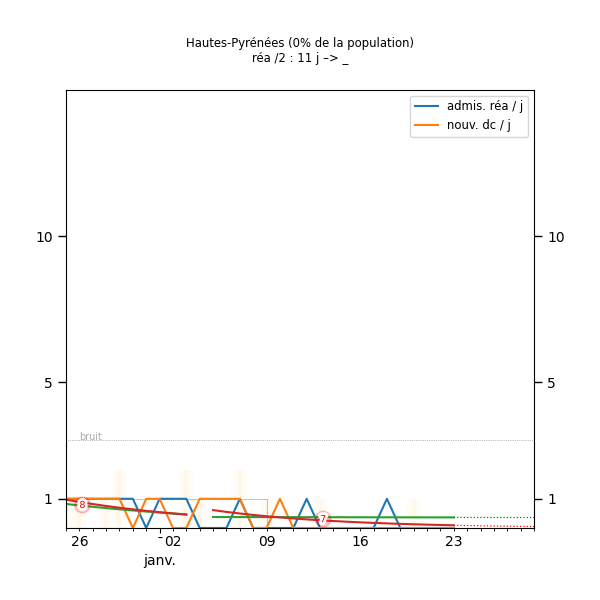 Hautes-Pyrénées (0% de la population)
réa /2 : 11 j –> _
admis. réa / j
nouv. dc / j
10
10
5
5
bruit
1
1
8
7
26
02
09
16
23
janv.